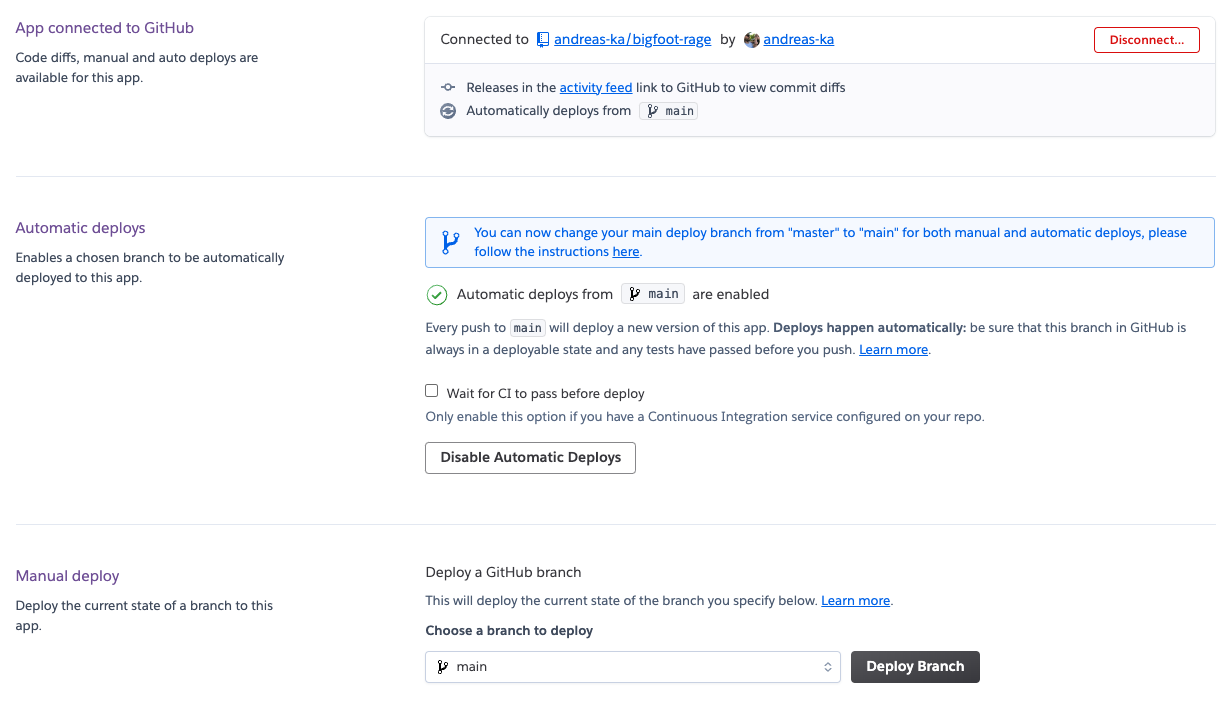 App connected to GitHub
Code diffs, manual and auto deploys are
available for this app.
Connected to andreas-ka/bigfoot-rage by andreas-ka
Disconnect...
Releases in the activity feed link to GitHub to view commit diffs
Automatically deploys from main
Automatic deploys
Enables a chosen branch to be automatically
deployed to this app.
You can now change your main deploy branch from "master" to "main" for both manual and automatic deploys, please
follow the instructions here.
Automatic deploys from main are enabled
Every push to main will deploy a new version of this app. Deploys happen automatically: be sure that this branch in GitHub is
always in a deployable state and any tests have passed before you push. Learn more.
Wait for CI to pass before deploy
Only enable this option if you have a Continuous Integration service configured on your repo.
Disable Automatic Deploys
Manual deploy
Deploy the current state of a branch to this
app.
Deploy a GitHub branch
This will deploy the current state of the branch you specify below. Learn more.
Choose a branch to deploy
main
Deploy Branch